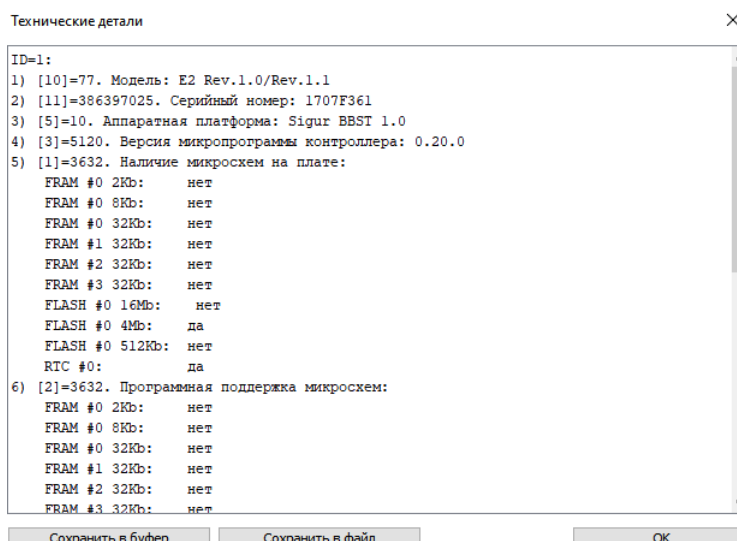 Технические детали
ID=1:
1) [10]=77. Модель: E2 Rev.1.0/Rev.1.1
2) [11]=386397025. Серийный номер: 1707F361
3) [5]=10. Аппаратная платформа: Sigur BBST 1.0
4) [3]=5120. Версия микропрограммы контроллера: 0.20.0
5) [1]=3632. Наличие микросхем на плате:
FRAM #0 2Kb: нет
FRAM #0 8Kb: нет
FRAM #0 32Kb: нет
FRAM #1 32Kb: нет
FRAM #2 32Kb: нет
FRAM #3 32Kb: нет
FLASH #0 16Mb: нет
FLASH #0 4Mb: да
FLASH #0 512Kb: нет
RTC #0: да
6) [2]=3632. Программная поддержка микросхем:
FRAM #0 2Kb: нет
FRAM #0 8Kb: нет
FRAM #0 32Kb: нет
FRAM #1 32Kb: нет
FRAM #2 32Kb: нет
FRAM #3 32Kb: нет
Сохранить в буфер Сохранить в файл OK